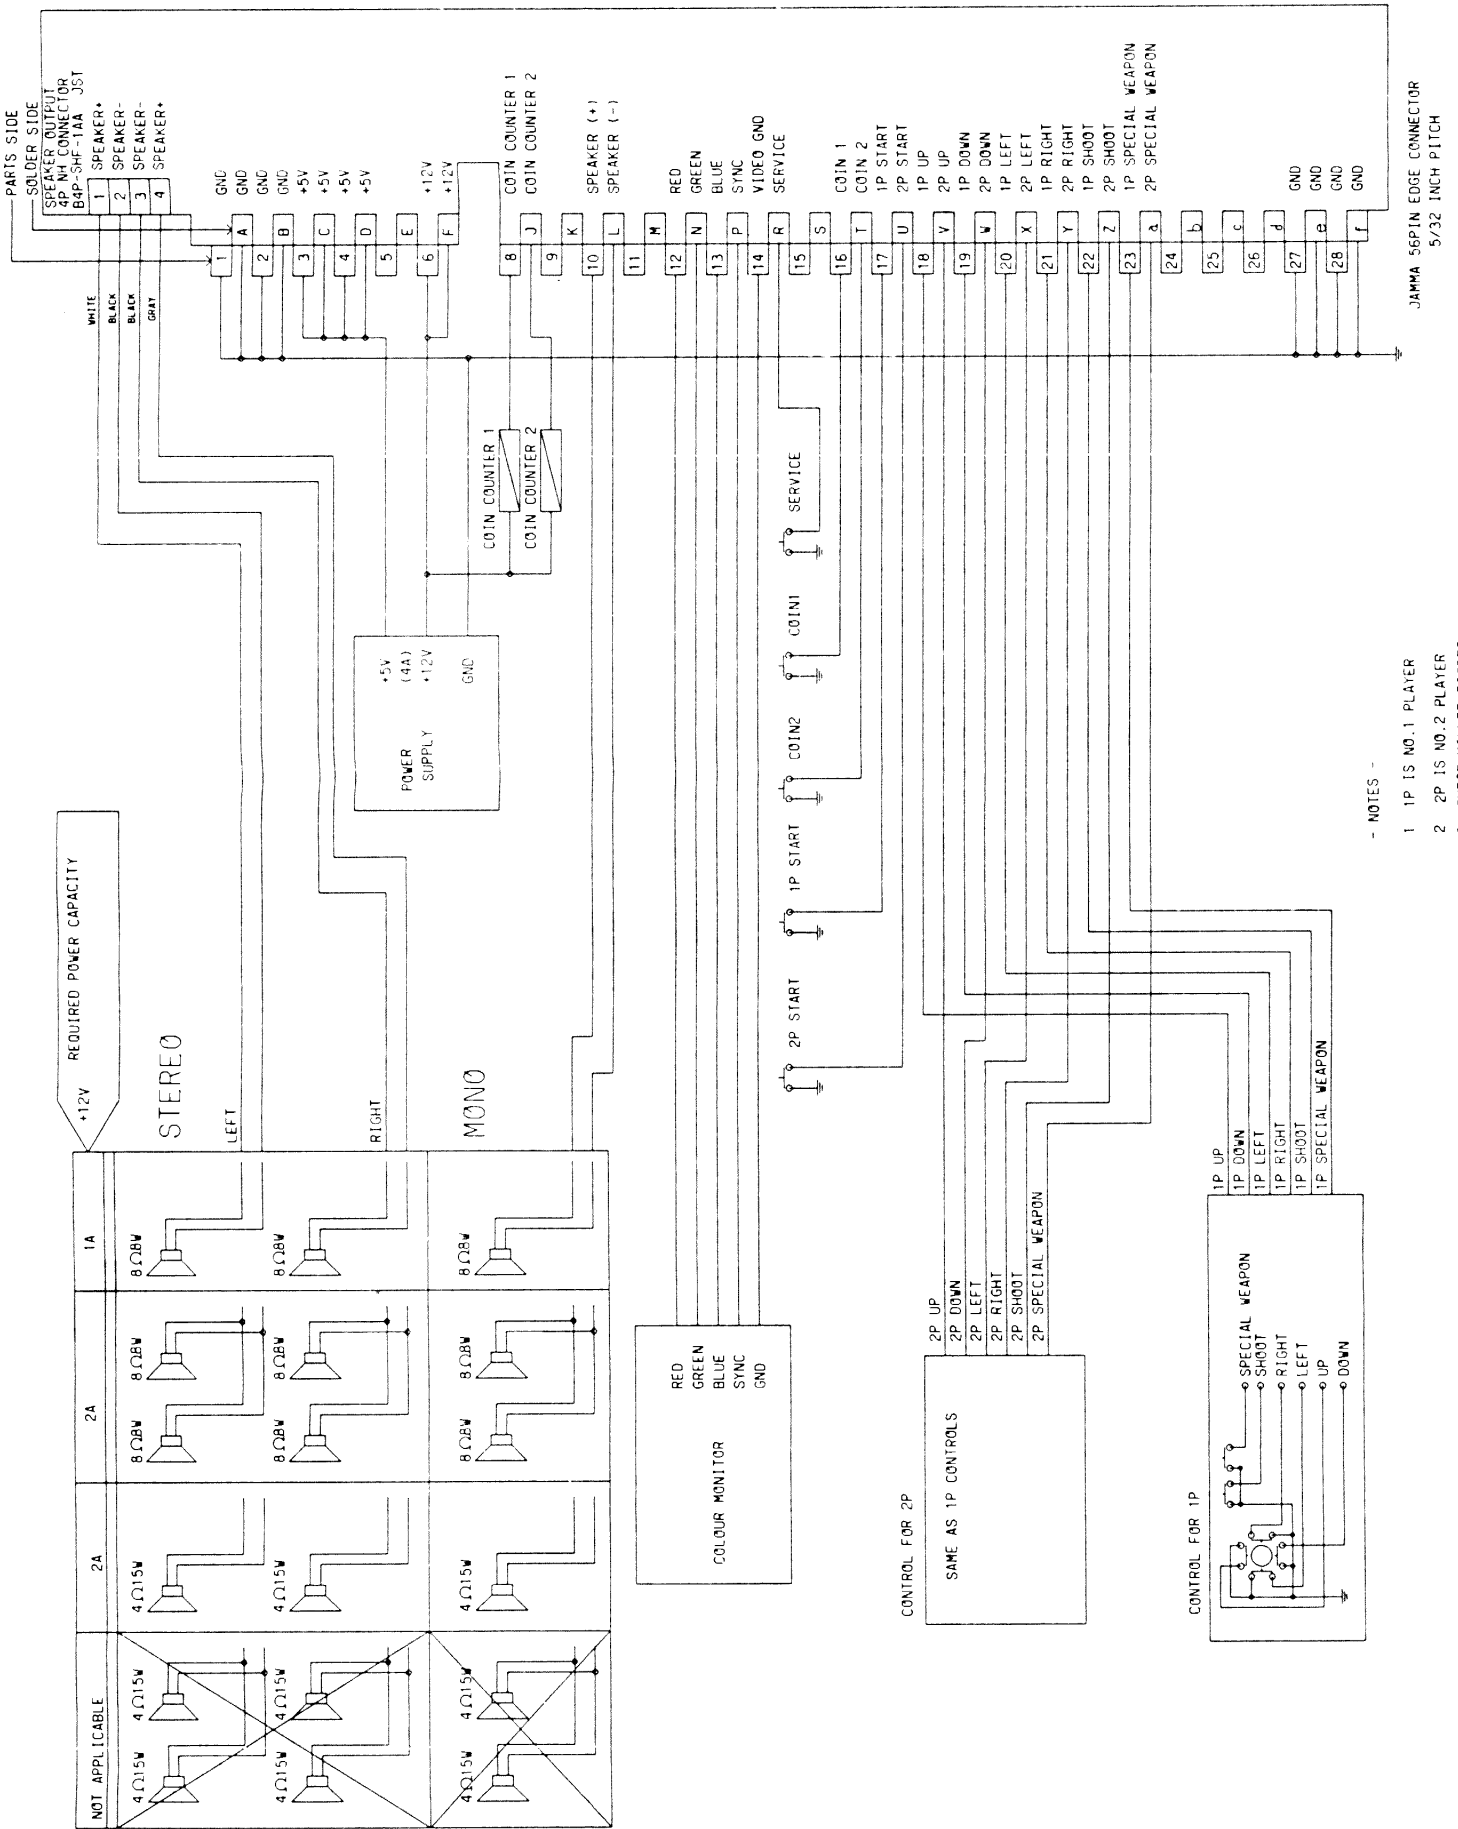 PARTS SIDE
SOLDER SIDE
SPEAKER OUTPUT
4P NH CONNECTOR
B4P-SHF-1AA JST
1 SPEAKER+
2 SPEAKER-
3 SPEAKER-
4 SPEAKER+
WHITE
BLACK
BLACK
GRAY
1 GND
A GND
2 GND
B GND
3 +5V
C +5V
4 +5V
D +5V
5
E
6 +12V
F +12V
8 COIN COUNTER 1
J COIN COUNTER 2
9
K
10 SPEAKER (+)
L SPEAKER (-)
11
M
12 RED
N GREEN
13 BLUE
P SYNC
14 VIDEO GND
R SERVICE
15
S
16 COIN 1
T COIN 2
17 1P START
U 2P START
18 1P UP
V 2P UP
19 1P DOWN
W 2P DOWN
20 1P LEFT
X 2P LEFT
21 1P RIGHT
Y 2P RIGHT
22 1P SHOOT
Z 2P SHOOT
23 1P SPECIAL WEAPON
a 2P SPECIAL WEAPON
24
b
25
c
26
d
27 GND
e GND
28 GND
f GND
JAMMA 56PIN EDGE CONNECTOR
5/32 INCH PITCH
COIN COUNTER 1
COIN COUNTER 2
POWER
SUPPLY
+5V
(4A)
+12V
GND
SERVICE
COIN1
COIN2
1P START
2P START
REQUIRED POWER CAPACITY
+12V
STEREO
LEFT
RIGHT
MONO
1A
8Ω8W
8Ω8W
8Ω8W
2A
8Ω8W
8Ω8W
8Ω8W
8Ω8W
8Ω8W
8Ω8W
2A
4Ω15W
4Ω15W
4Ω15W
NOT APPLICABLE
4Ω15W
4Ω15W
4Ω15W
4Ω15W
4Ω15W
4Ω15W
COLOUR MONITOR
RED
GREEN
BLUE
SYNC
GND
2P UP
2P DOWN
2P LEFT
2P RIGHT
2P SHOOT
2P SPECIAL WEAPON
CONTROL FOR 2P
SAME AS 1P CONTROLS
1P UP
1P DOWN
1P LEFT
1P RIGHT
1P SHOOT
1P SPECIAL WEAPON
CONTROL FOR 1P
SPECIAL WEAPON
SHOOT
RIGHT
LEFT
UP
DOWN
- NOTES -
1 1P IS NO.1 PLAYER
2 2P IS NO.2 PLAYER